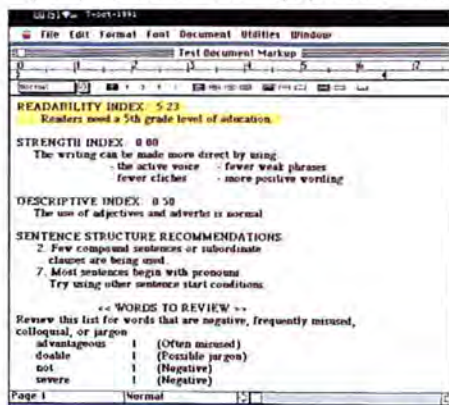 7-Oct-1991
File Edit Format Font Document Utilities Window
Test Document Markup
Normal
READABILITY INDEX: 5.23
Readers need a 5th grade level of education.
STRENGTH INDEX: 0.00
The writing can be made more direct by using:
- the active voice - fewer weak phrases
fewer cliches - more positive wording
DESCRIPTIVE INDEX: 0.50
The use of adjectives and adverbs is normal
SENTENCE STRUCTURE RECOMMENDATIONS:
2. Few compound sentences or subordinate
clauses are being used.
7. Most sentences begin with pronouns.
Try using other sentence start conditions.
<< WORDS TO REVIEW >>
Review this list for words that are negative, frequently misused,
colloquial, or jargon
advantageous 1 (Often misused)
doable 1 (Possible jargon)
not 1 (Negative)
severe 1 (Negative)
Page 1 Normal